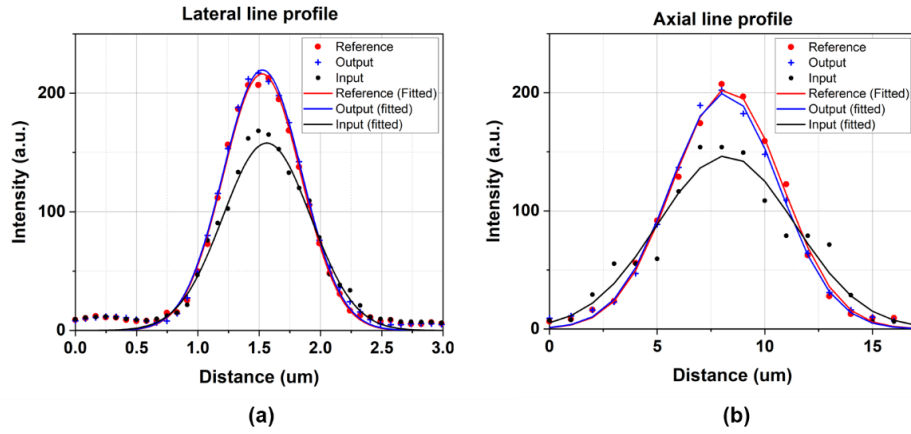 Lateral line profile
Reference
Output
Input
Reference (Fitted)
Output (fitted)
Input (fitted)
200
100
0
0.0 0.5 1.0 1.5 2.0 2.5 3.0
Intensity (a.u.)
Distance (um)
(a)
Axial line profile
Reference
Output
Input
Reference (Fitted)
Output (fitted)
Input (fitted)
200
100
0
0 5 10 15
Intensity (a.u.)
Distance (um)
(b)